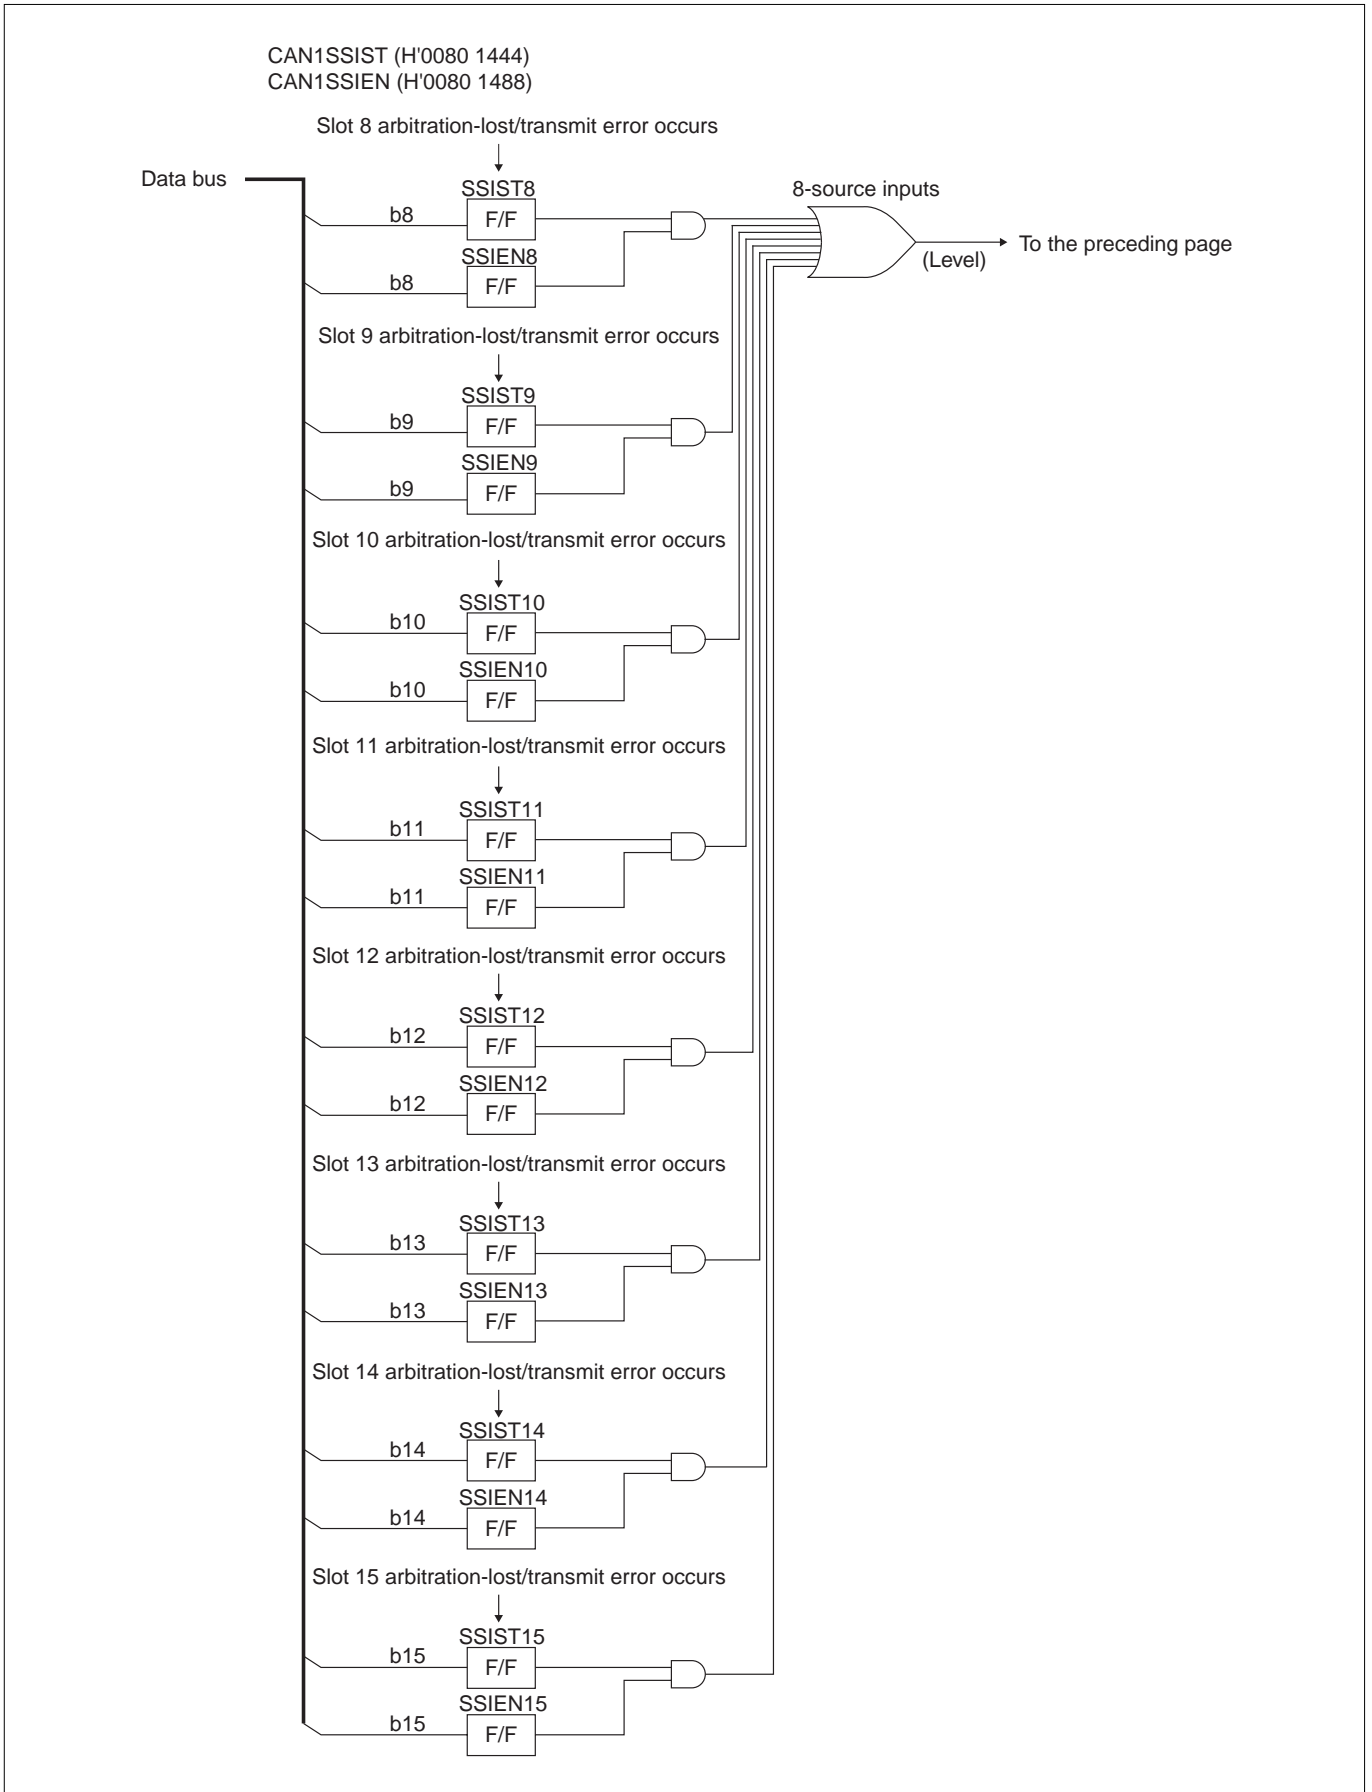 CAN1SSIST (H'0080 1444)
CAN1SSIEN (H'0080 1488)
Slot 8 arbitration-lost/transmit error occurs
Data bus
SSIST8
8-source inputs
b8
F/F
To the preceding page
(Level)
SSIEN8
b8
F/F
Slot 9 arbitration-lost/transmit error occurs
SSIST9
b9
F/F
SSIEN9
b9
F/F
Slot 10 arbitration-lost/transmit error occurs
SSIST10
b10
F/F
SSIEN10
b10
F/F
Slot 11 arbitration-lost/transmit error occurs
SSIST11
b11
F/F
SSIEN11
b11
F/F
Slot 12 arbitration-lost/transmit error occurs
SSIST12
b12
F/F
SSIEN12
b12
F/F
Slot 13 arbitration-lost/transmit error occurs
SSIST13
b13
F/F
SSIEN13
b13
F/F
Slot 14 arbitration-lost/transmit error occurs
SSIST14
b14
F/F
SSIEN14
b14
F/F
Slot 15 arbitration-lost/transmit error occurs
SSIST15
b15
F/F
SSIEN15
b15
F/F